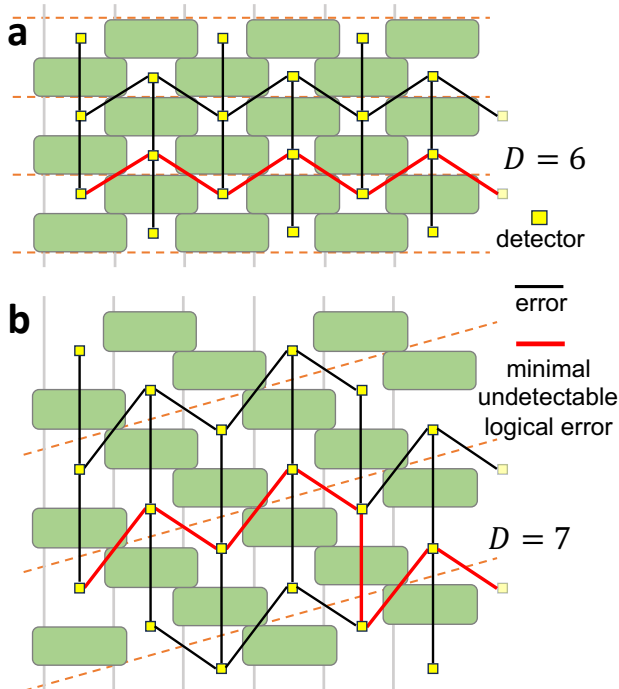 a
D = 6
detector
error
b
minimal
undetectable
logical error
D = 7